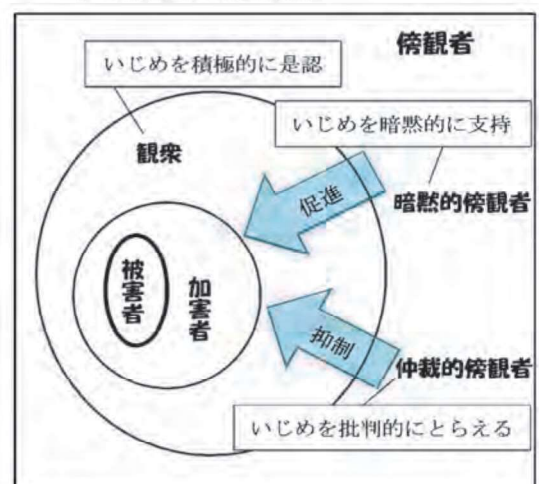 傍観者
いじめを積極的に是認
いじめを暗黙的に支持
観衆
促進
暗黙的傍観者
被害者
加害者
抑制
仲裁的傍観者
いじめを批判的にとらえる